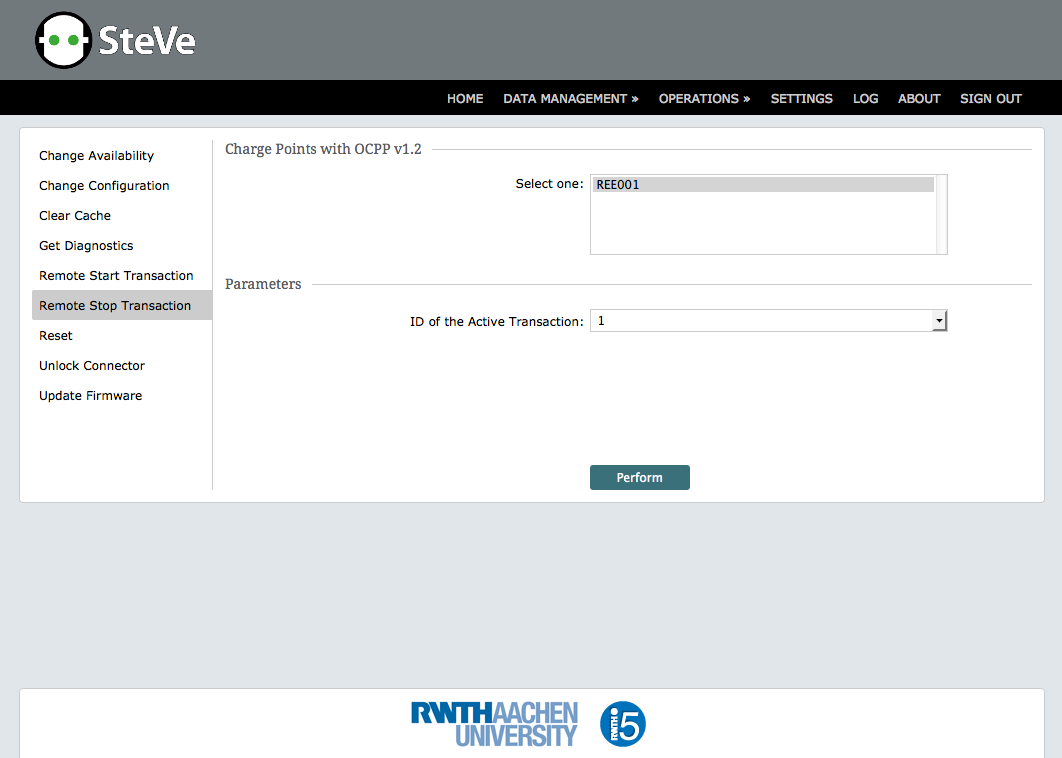 SteVe
HOME DATA MANAGEMENT » OPERATIONS » SETTINGS LOG ABOUT SIGN OUT
Change Availability
Change Configuration
Clear Cache
Get Diagnostics
Remote Start Transaction
Remote Stop Transaction
Reset
Unlock Connector
Update Firmware
Charge Points with OCPP v1.2
Select one: REE001
Parameters
ID of the Active Transaction: 1
Perform
RWTHAACHEN
UNIVERSITY
RWTH i5